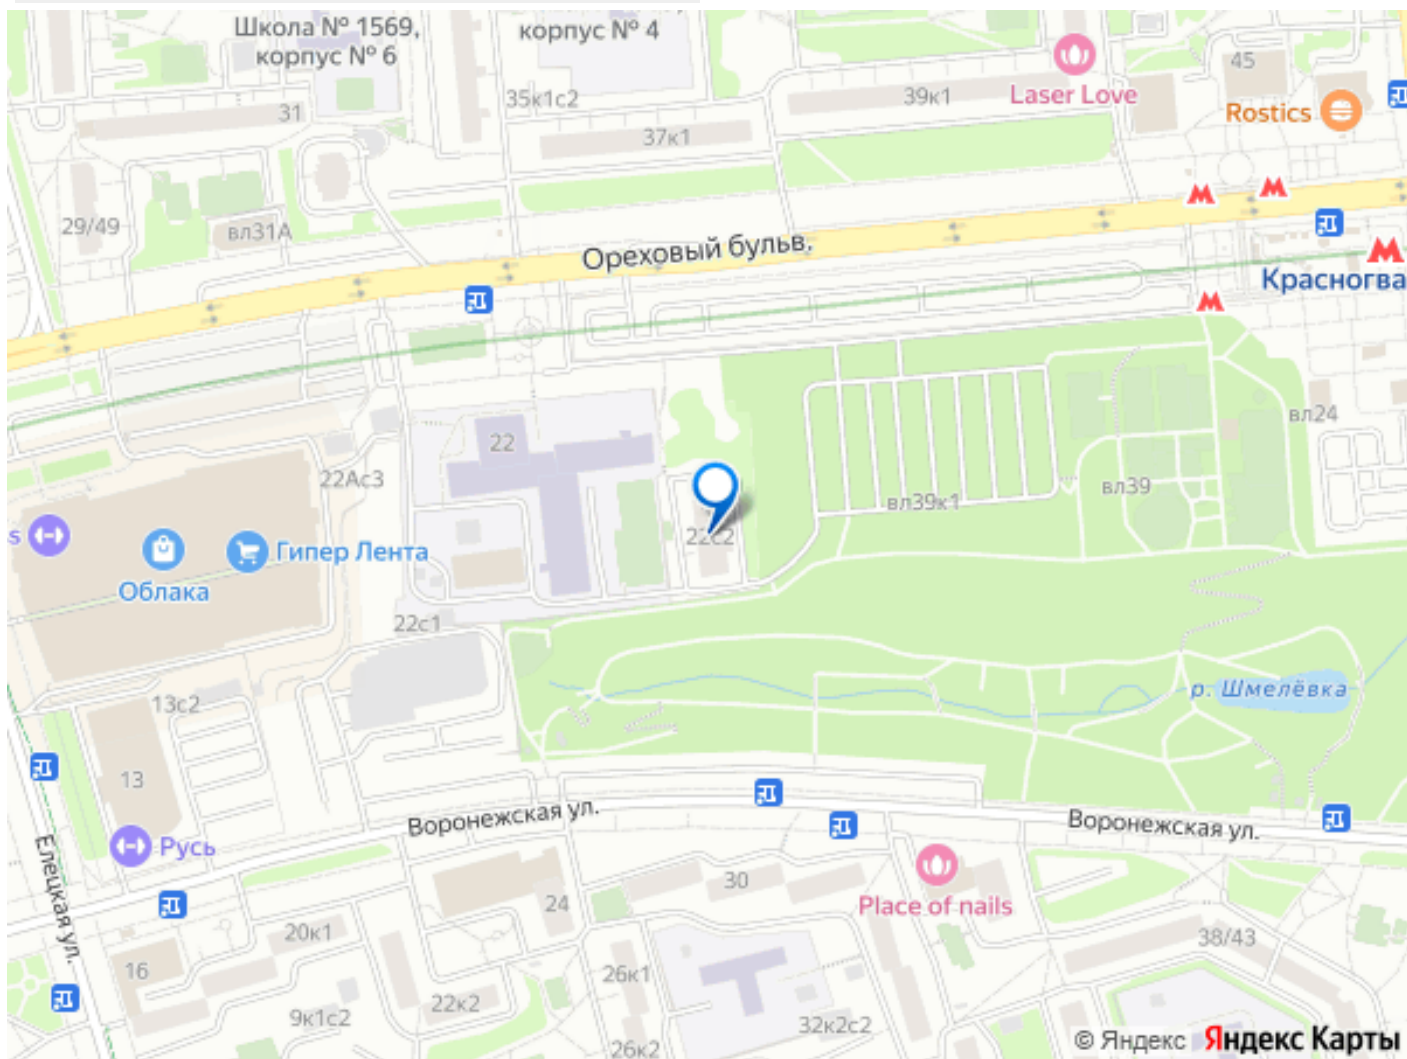 Школа № 1569,
корпус № 6
корпус № 4
45
Laser Love
39к1
35к1с2
31
37к1
Rostics
29/49
вл31А
Ореховый бульв.
Красногва
вл24
22
22Ас3
вл39к1
вл39
s
Гипер Лента
Облака
22с2
22с1
р. Шмелёвка
13с2
13
Воронежская ул.
Воронежская ул.
Русь
Елецкая ул.
30
Place of nails
24
20к1
38/43
16
26к1
22к2
9к1с2
32к2с2
26к2
© Яндекс Яндекс Карты